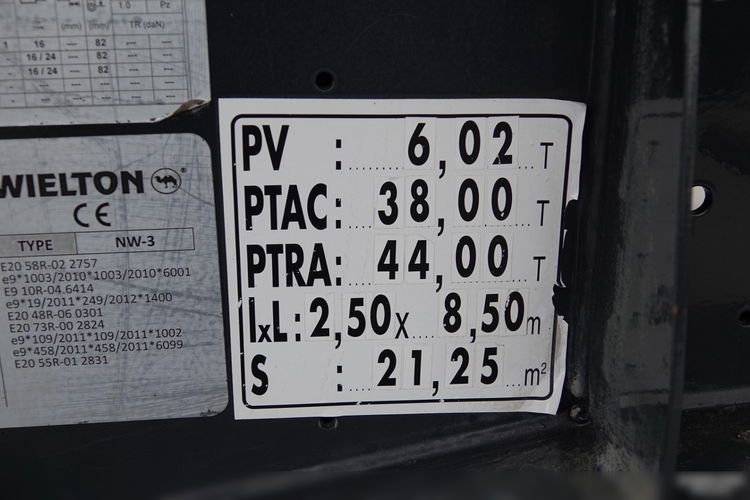 1.0 Pz
(mm) (mm) TR (daN)
1 16 --- 82 ---
- 16 / 24 --- 82 ---
- 16 / 24 --- 82 ---
WIELTON
CE
TYPE NW-3
E20 58R-02 2757
e9*1003/2010*1003/2010*6001
E9 10R-04.6414
e9*19/2011*249/2012*1400
E20 48R-06 0301
E20 73R-00 2824
e9*109/2011*109/2011*1002
e9*458/2011*458/2011*6099
E20 55R-01 2831
PV :......6,02 T
PTAC:...38,00 T
PTRA:...44,00 T
lxL:2,50x....8,50m
S :...21,25...m²